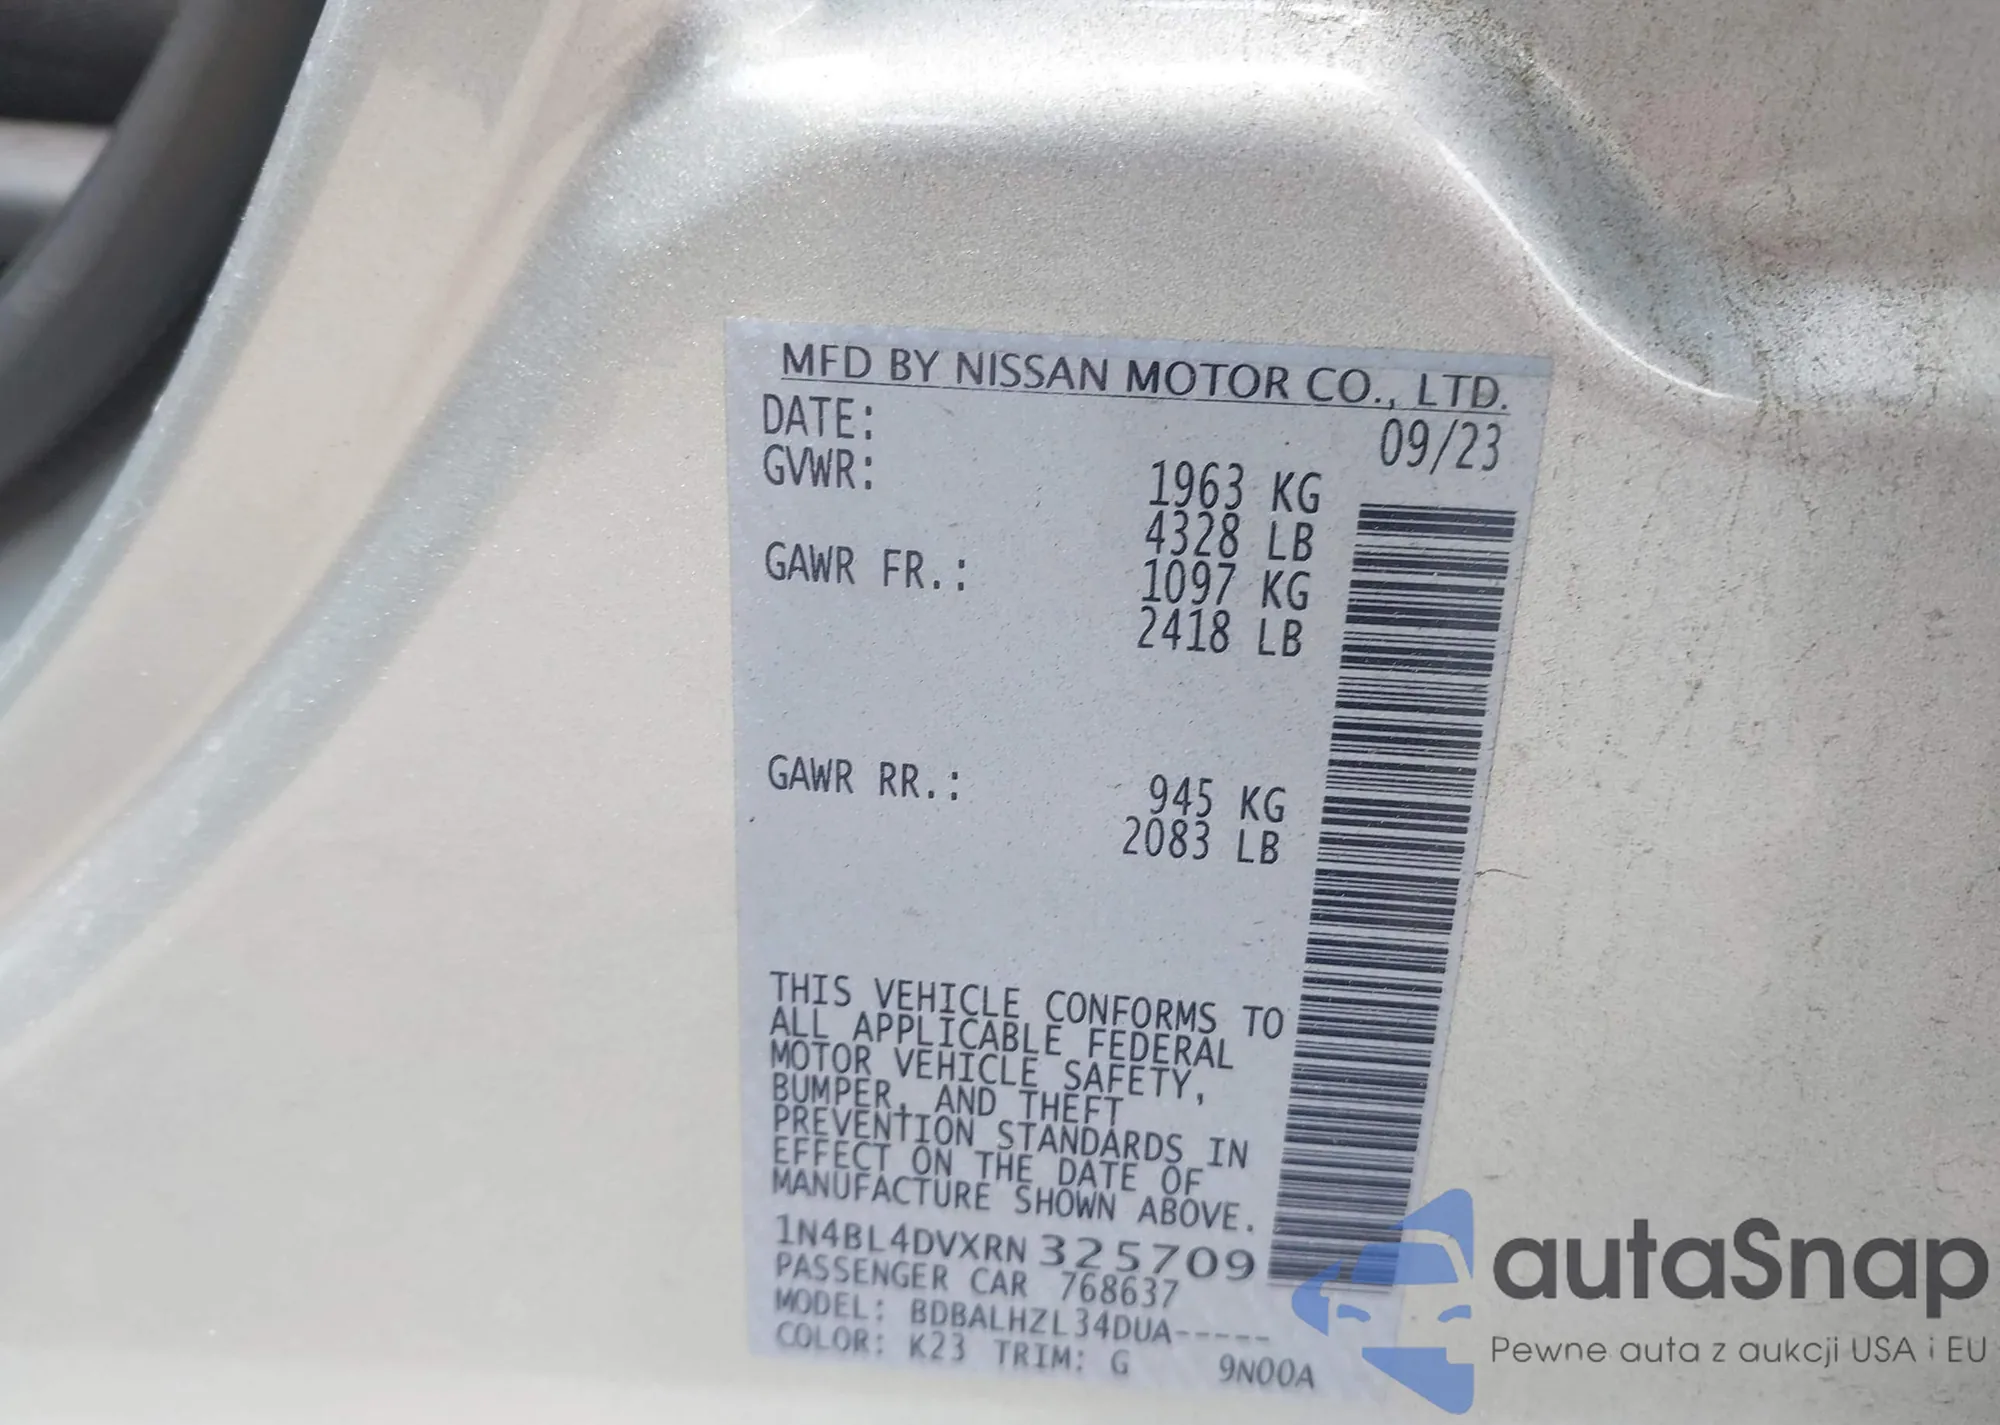 MFD BY NISSAN MOTOR CO., LTD.
DATE: 09/23
GVWR: 1963 KG
4328 LB
GAWR FR.: 1097 KG
2418 LB
GAWR RR.: 945 KG
2083 LB
THIS VEHICLE CONFORMS TO
ALL APPLICABLE FEDERAL
MOTOR VEHICLE SAFETY,
BUMPER, AND THEFT
PREVENTION STANDARDS IN
EFFECT ON THE DATE OF
MANUFACTURE SHOWN ABOVE.
1N4BL4DVXRN325709
PASSENGER CAR 768637
MODEL: BDBALHZL34DUA-----
COLOR: K23 TRIM: G 9N00A
autaSnap
Pewne auta z aukcji USA i EU